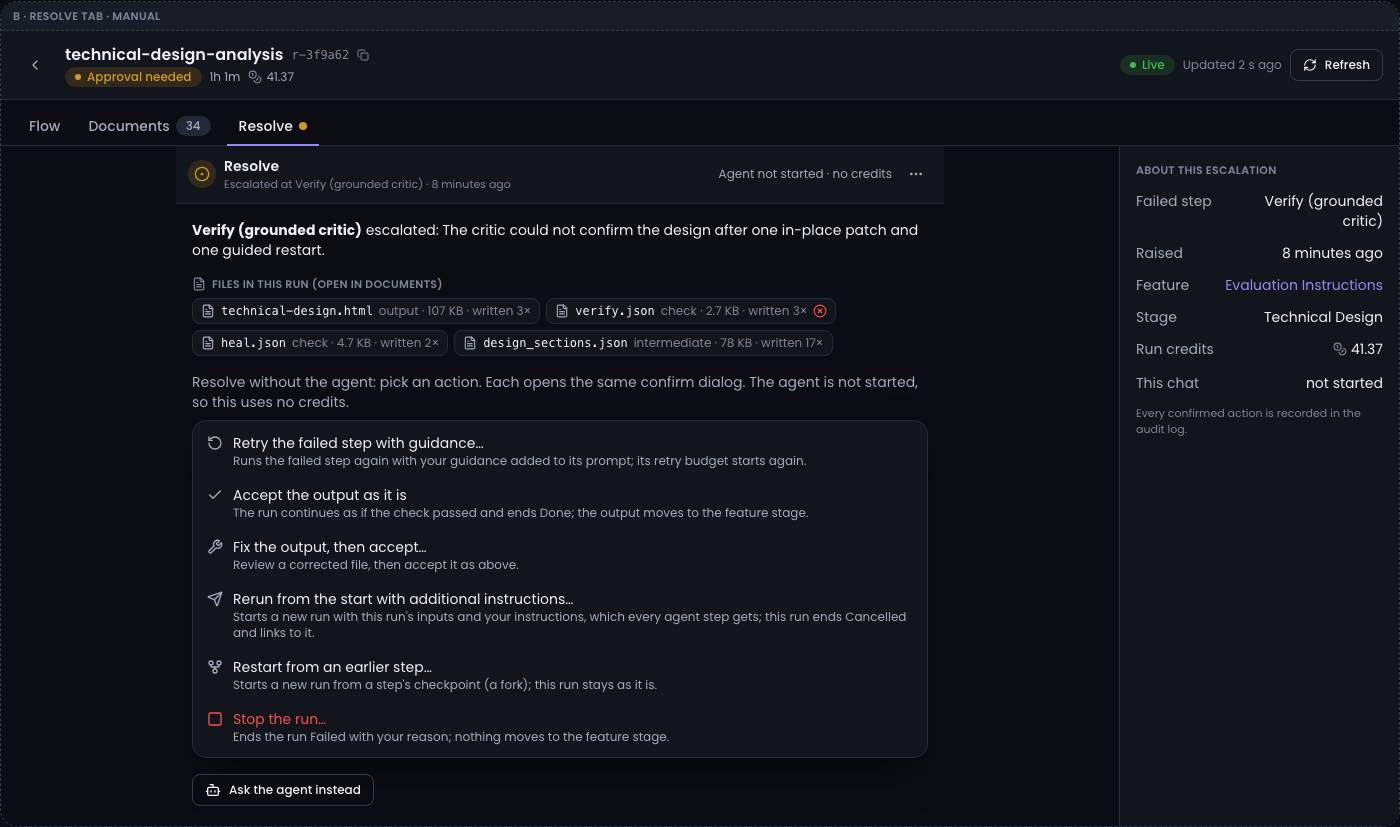 B · RESOLVE TAB · MANUAL
technical-design-analysis r-3f9a62
Approval needed 1h 1m 41.37
Live Updated 2 s ago Refresh
Flow Documents 34 Resolve
Resolve
Escalated at Verify (grounded critic) · 8 minutes ago
Agent not started · no credits
Verify (grounded critic) escalated: The critic could not confirm the design after one in-place patch and
one guided restart.
FILES IN THIS RUN (OPEN IN DOCUMENTS)
technical-design.html output · 107 KB · written 3× verify.json check · 2.7 KB · written 3×
heal.json check · 4.7 KB · written 2× design_sections.json intermediate · 78 KB · written 17×
Resolve without the agent: pick an action. Each opens the same confirm dialog. The agent is not started,
so this uses no credits.
Retry the failed step with guidance…
Runs the failed step again with your guidance added to its prompt; its retry budget starts again.
Accept the output as it is
The run continues as if the check passed and ends Done; the output moves to the feature stage.
Fix the output, then accept…
Review a corrected file, then accept it as above.
Rerun from the start with additional instructions…
Starts a new run with this run's inputs and your instructions, which every agent step gets; this run ends Cancelled
and links to it.
Restart from an earlier step…
Starts a new run from a step's checkpoint (a fork); this run stays as it is.
Stop the run…
Ends the run Failed with your reason; nothing moves to the feature stage.
Ask the agent instead
ABOUT THIS ESCALATION
Failed step Verify (grounded
critic)
Raised 8 minutes ago
Feature Evaluation Instructions
Stage Technical Design
Run credits 41.37
This chat not started
Every confirmed action is recorded in the
audit log.